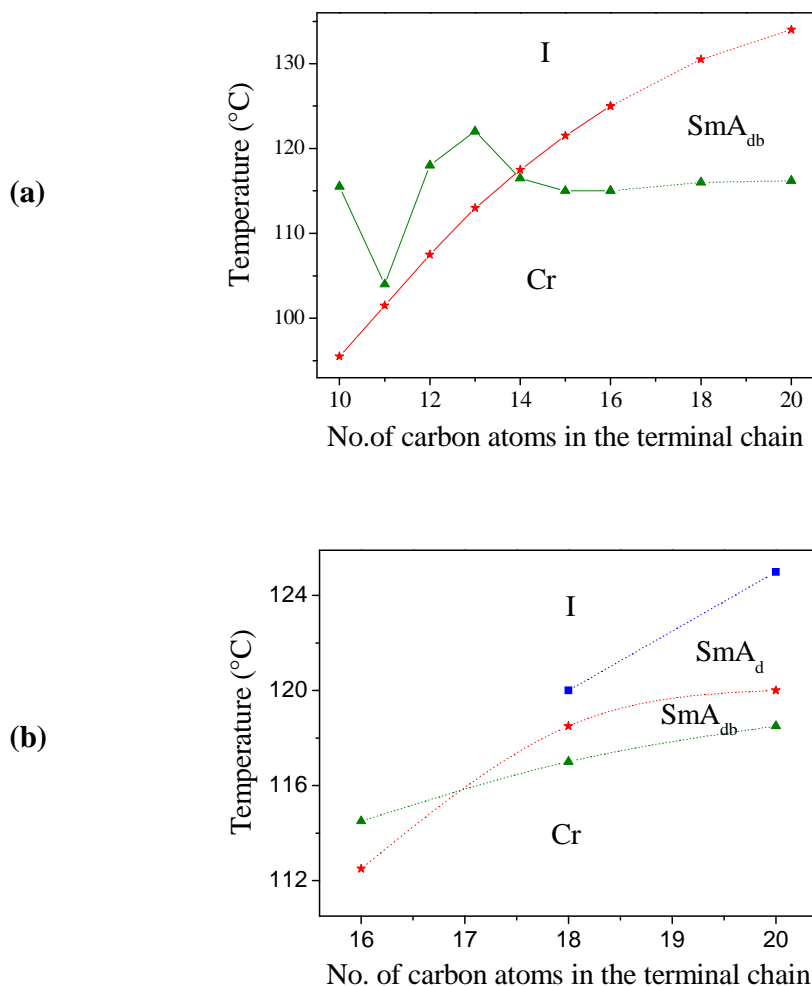 (a)
Temperature (°C)
130
120
110
100
I
SmA_db
Cr
10 12 14 16 18 20
No.of carbon atoms in the terminal chain
(b)
Temperature (°C)
124
120
116
112
I
SmA_d
SmA_db
Cr
16 17 18 19 20
No. of carbon atoms in the terminal chain